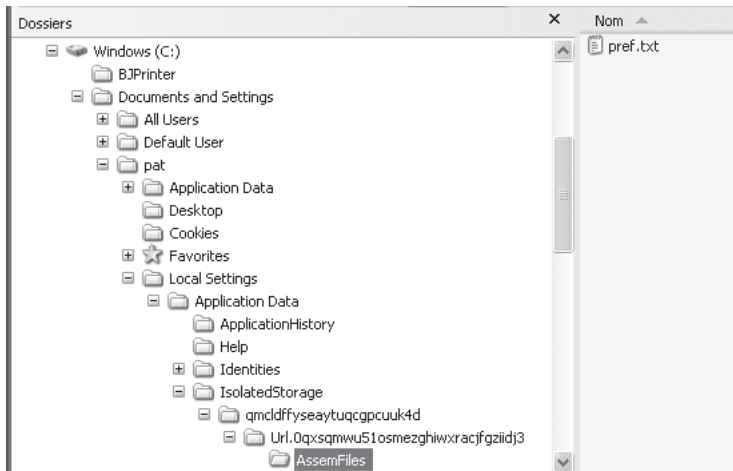 Dossiers
Nom
Windows (C:)
BJPrinter
Documents and Settings
All Users
Default User
pat
Application Data
Desktop
Cookies
Favorites
Local Settings
Application Data
ApplicationHistory
Help
Identities
IsolatedStorage
qmcldffyseaytuqcgpcuuk4d
Url.0qxsqmwu51osmezghiwxracjfgziidj3
AssemFiles
pref.txt